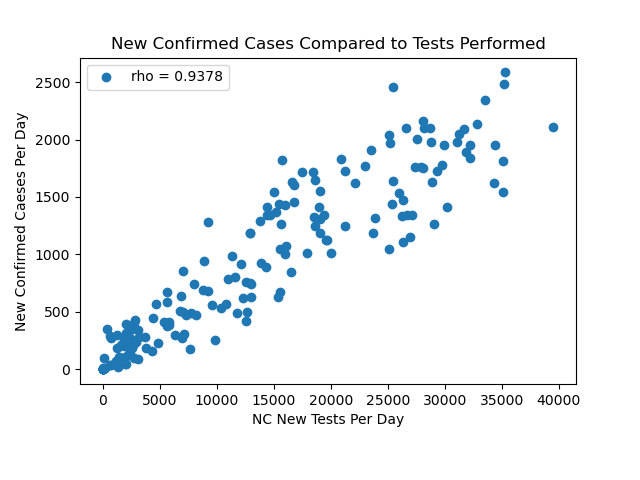 New Confirmed Cases Compared to Tests Performed
rho = 0.9378
2500
2000
1500
1000
500
0
New Confirmed Caeses Per Day
0 5000 10000 15000 20000 25000 30000 35000 40000
NC New Tests Per Day